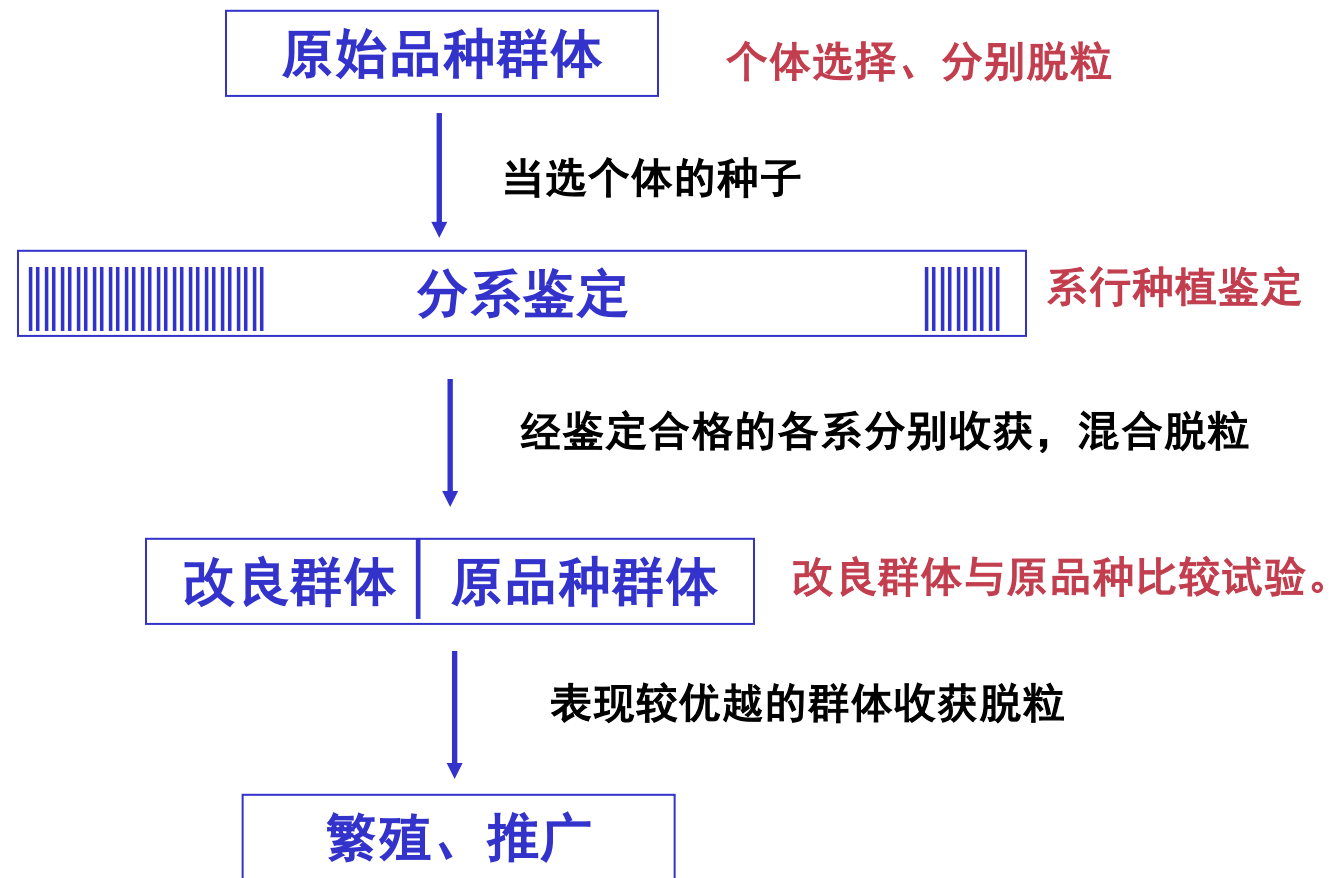 原始品种群体
个体选择、分别脱粒
当选个体的种子
分系鉴定
系行种植鉴定
经鉴定合格的各系分别收获，混合脱粒
改良群体
原品种群体
改良群体与原品种比较试验。
表现较优越的群体收获脱粒
繁殖、推广